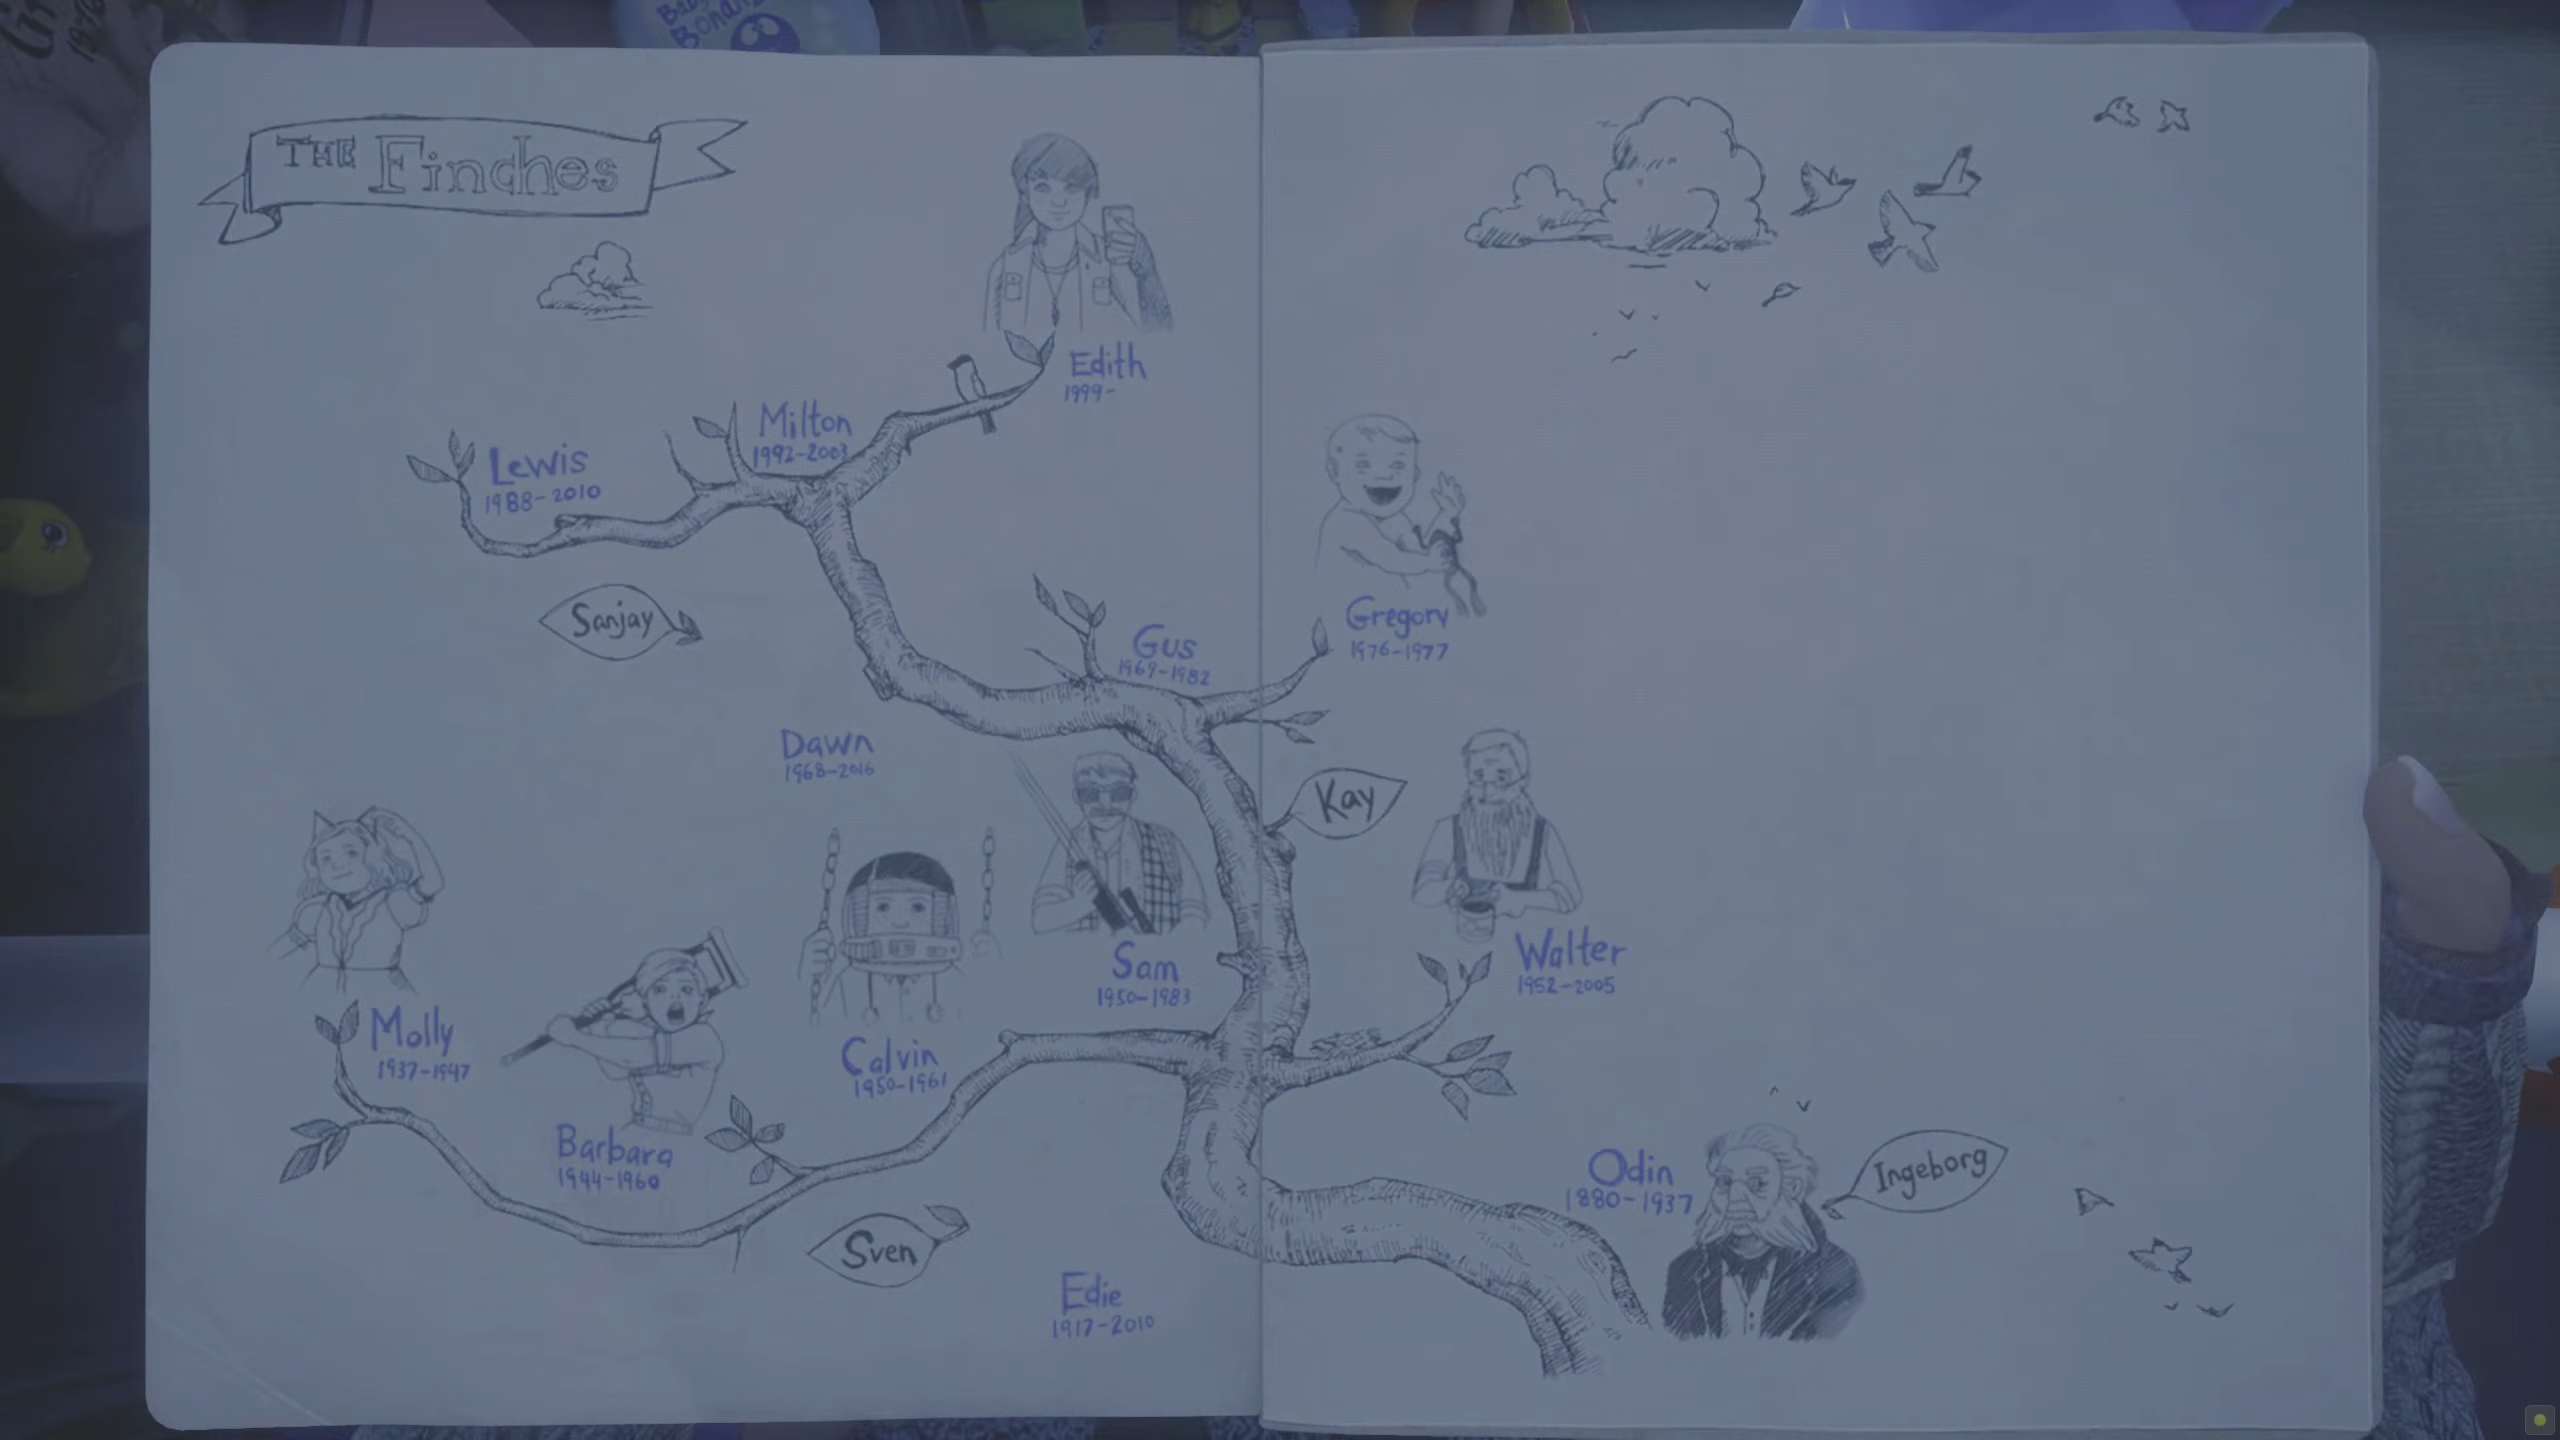 THE Finches
Edith
1999-
Milton
1992-2003
Lewis
1988-2010
Sanjay
Gregory
1976-1977
Gus
1969-1982
Dawn
1968-2016
Kay
Sam
1950-1983
Walter
1952-2005
Molly
1937-1947
Calvin
1950-1961
Barbara
1944-1960
Odin
1880-1937
Ingeborg
Sven
Edie
1917-2010